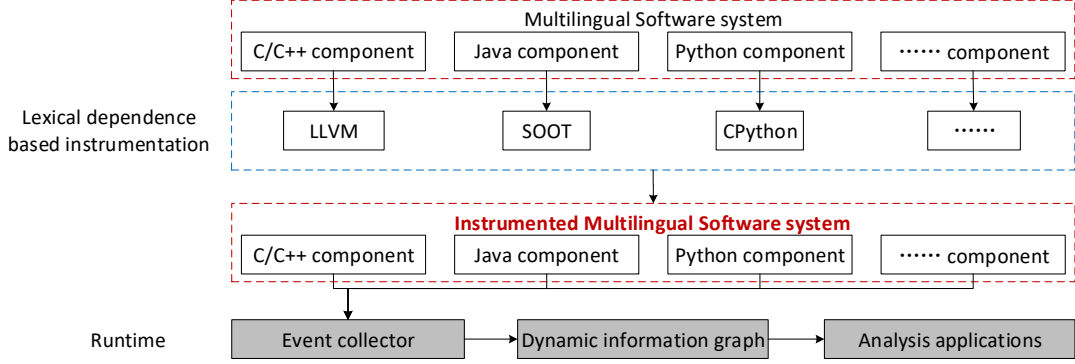 Multilingual Software system
C/C++ component
Java component
Python component
…… component
Lexical dependence
based instrumentation
LLVM
SOOT
CPython
……
Instrumented Multilingual Software system
C/C++ component
Java component
Python component
…… component
Runtime
Event collector
Dynamic information graph
Analysis applications